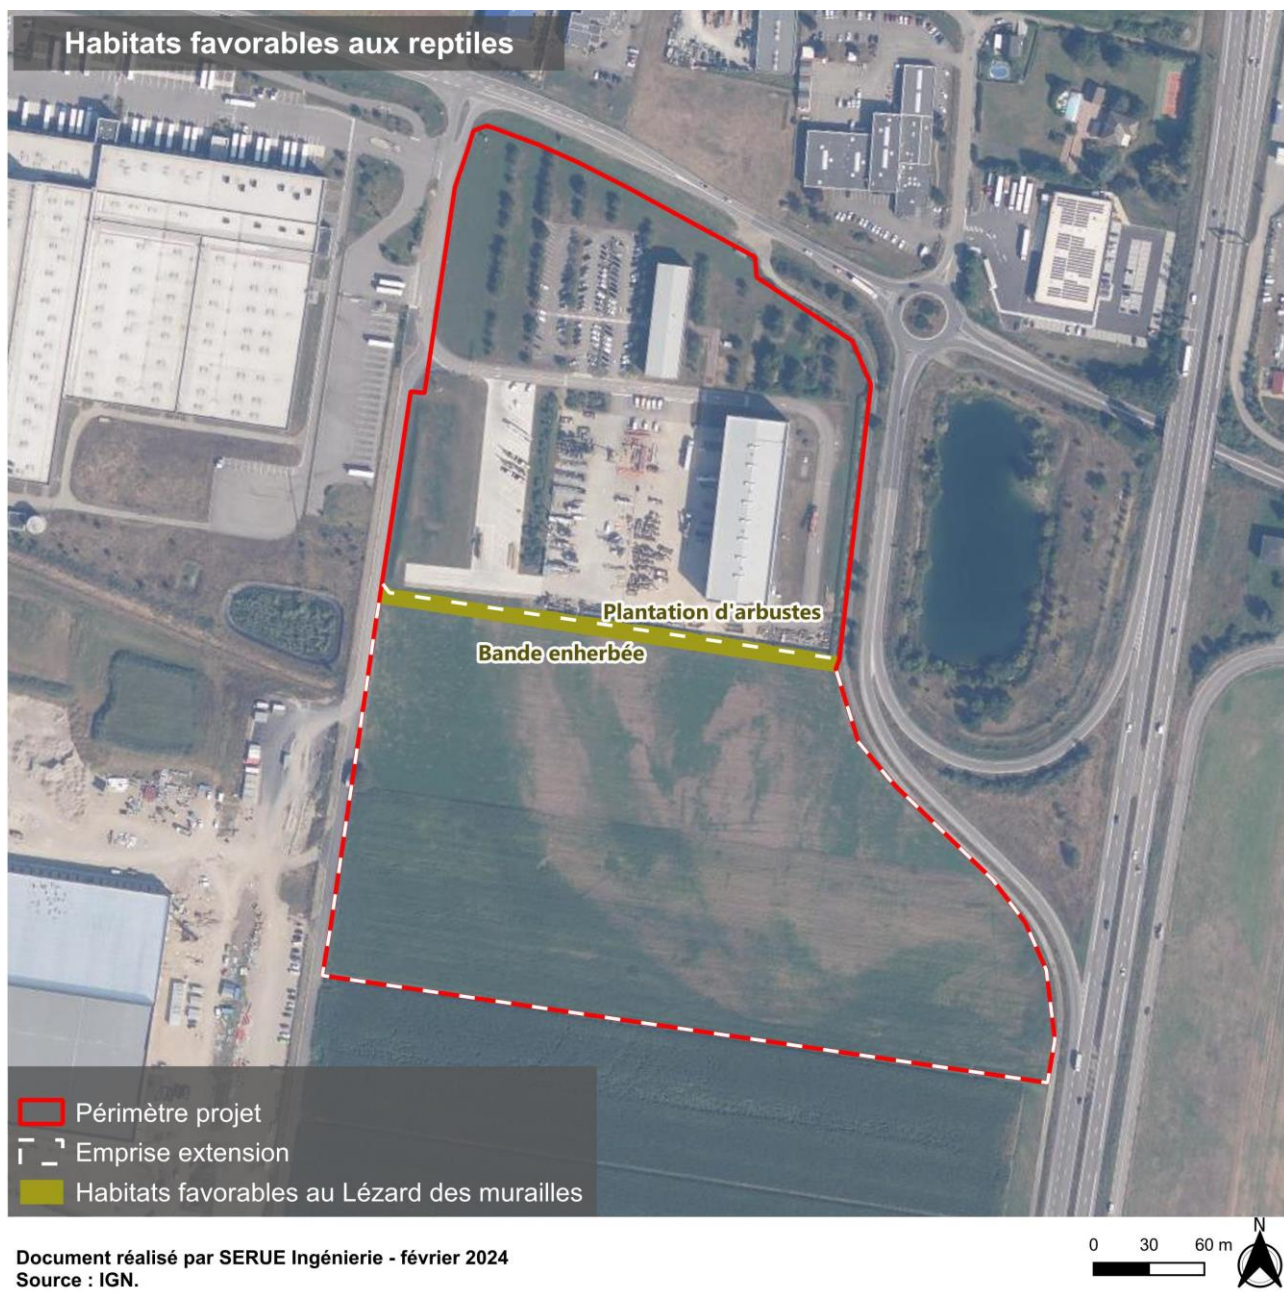 Habitats favorables aux reptiles
Plantation d'arbustes
Bande enherbée
Périmètre projet
Emprise extension
Habitats favorables au Lézard des murailles
Document réalisé par SERUE Ingénierie - février 2024
Source : IGN.
0 30 60 m
N